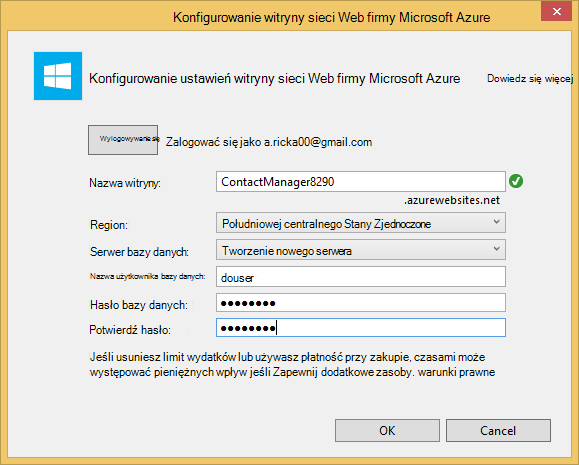 Konfigurowanie witryny sieci Web firmy Microsoft Azure
Konfigurowanie ustawień witryny sieci Web firmy Microsoft Azure
Dowiedz się więcej
Wylogowywanie się
Zalogować się jako a.ricka00@gmail.com
Nazwa witryny:
ContactManager8290
.azurewebsites.net
Region:
Południowej centralnego Stany Zjednoczone
Serwer bazy danych:
Tworzenie nowego serwera
Nazwa użytkownika bazy danych:
douser
Hasło bazy danych:
●●●●●●●●
Potwierdź hasło:
●●●●●●●●
Jeśli usuniesz limit wydatków lub używasz płatność przy zakupie, czasami może
występować pieniężnych wpływ jeśli Zapewnij dodatkowe zasoby. warunki prawne
OK
Cancel